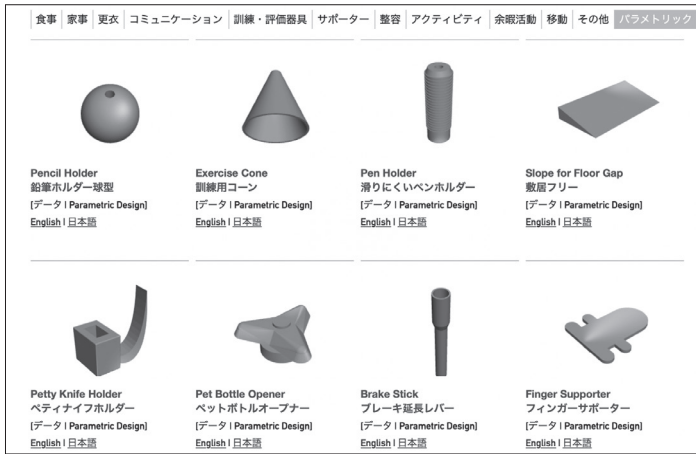 食事 家事 更衣 コミュニケーション 訓練・評価器具 サポーター 整容 アクティビティ 余暇活動 移動 その他 パラメトリック
Pencil Holder
鉛筆ホルダー球型
[データ | Parametric Design]
English | 日本語
Exercise Cone
訓練用コーン
[データ | Parametric Design]
English | 日本語
Pen Holder
滑りにくいペンホルダー
[データ | Parametric Design]
English | 日本語
Slope for Floor Gap
敷居フリー
[データ | Parametric Design]
English | 日本語
Petty Knife Holder
ペティナイフホルダー
[データ | Parametric Design]
English | 日本語
Pet Bottle Opener
ペットボトルオープナー
[データ | Parametric Design]
English | 日本語
Brake Stick
ブレーキ延長レバー
[データ | Parametric Design]
English | 日本語
Finger Supporter
フィンガーサポーター
[データ | Parametric Design]
English | 日本語